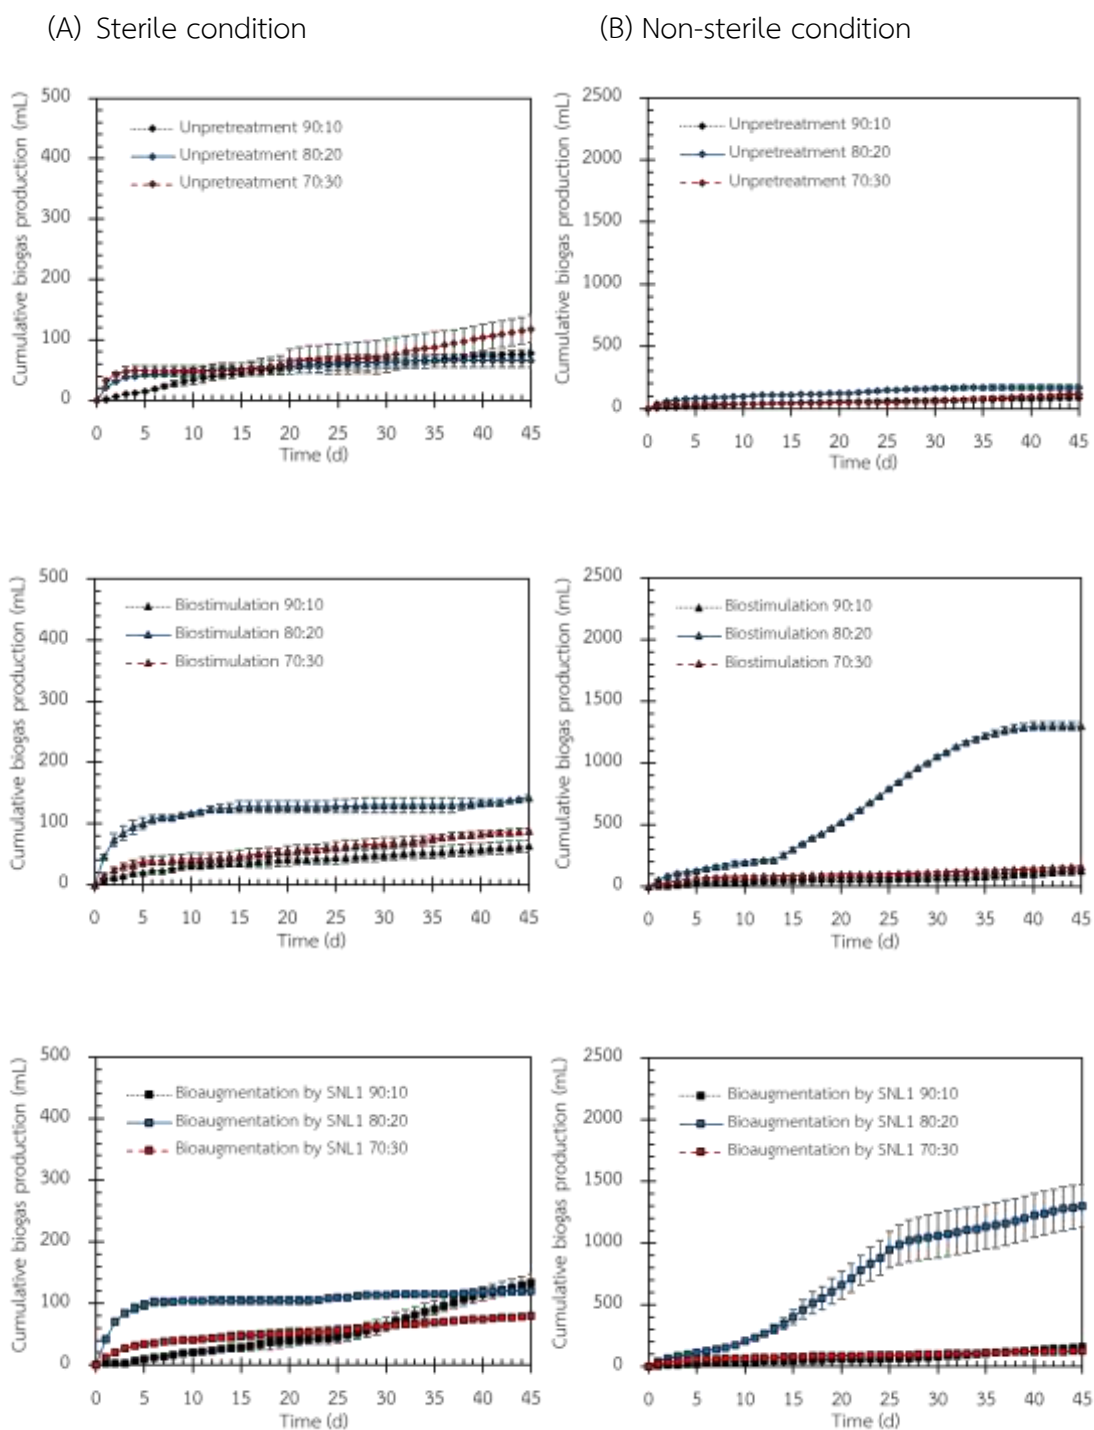 (A) Sterile condition
(B) Non-sterile condition
Cumulative biogas production (mL)
500
400
300
200
100
0
Unpretreatment 90:10
Unpretreatment 80:20
Unpretreatment 70:30
0 5 10 15 20 25 30 35 40 45
Time (d)
Cumulative biogas production (mL)
2500
2000
1500
1000
500
0
Unpretreatment 90:10
Unpretreatment 80:20
Unpretreatment 70:30
0 5 10 15 20 25 30 35 40 45
Time (d)
Cumulative biogas production (mL)
500
400
300
200
100
0
Biostimulation 90:10
Biostimulation 80:20
Biostimulation 70:30
0 5 10 15 20 25 30 35 40 45
Time (d)
Cumulative biogas production (mL)
2500
2000
1500
1000
500
0
Biostimulation 90:10
Biostimulation 80:20
Biostimulation 70:30
0 5 10 15 20 25 30 35 40 45
Time (d)
Cumulative biogas production (mL)
500
400
300
200
100
0
Bioaugmentation by SNL1 90:10
Bioaugmentation by SNL1 80:20
Bioaugmentation by SNL1 70:30
0 5 10 15 20 25 30 35 40 45
Time (d)
Cumulative biogas production (mL)
2500
2000
1500
1000
500
0
Bioaugmentation by SNL1 90:10
Bioaugmentation by SNL1 80:20
Bioaugmentation by SNL1 70:30
0 5 10 15 20 25 30 35 40 45
Time (d)